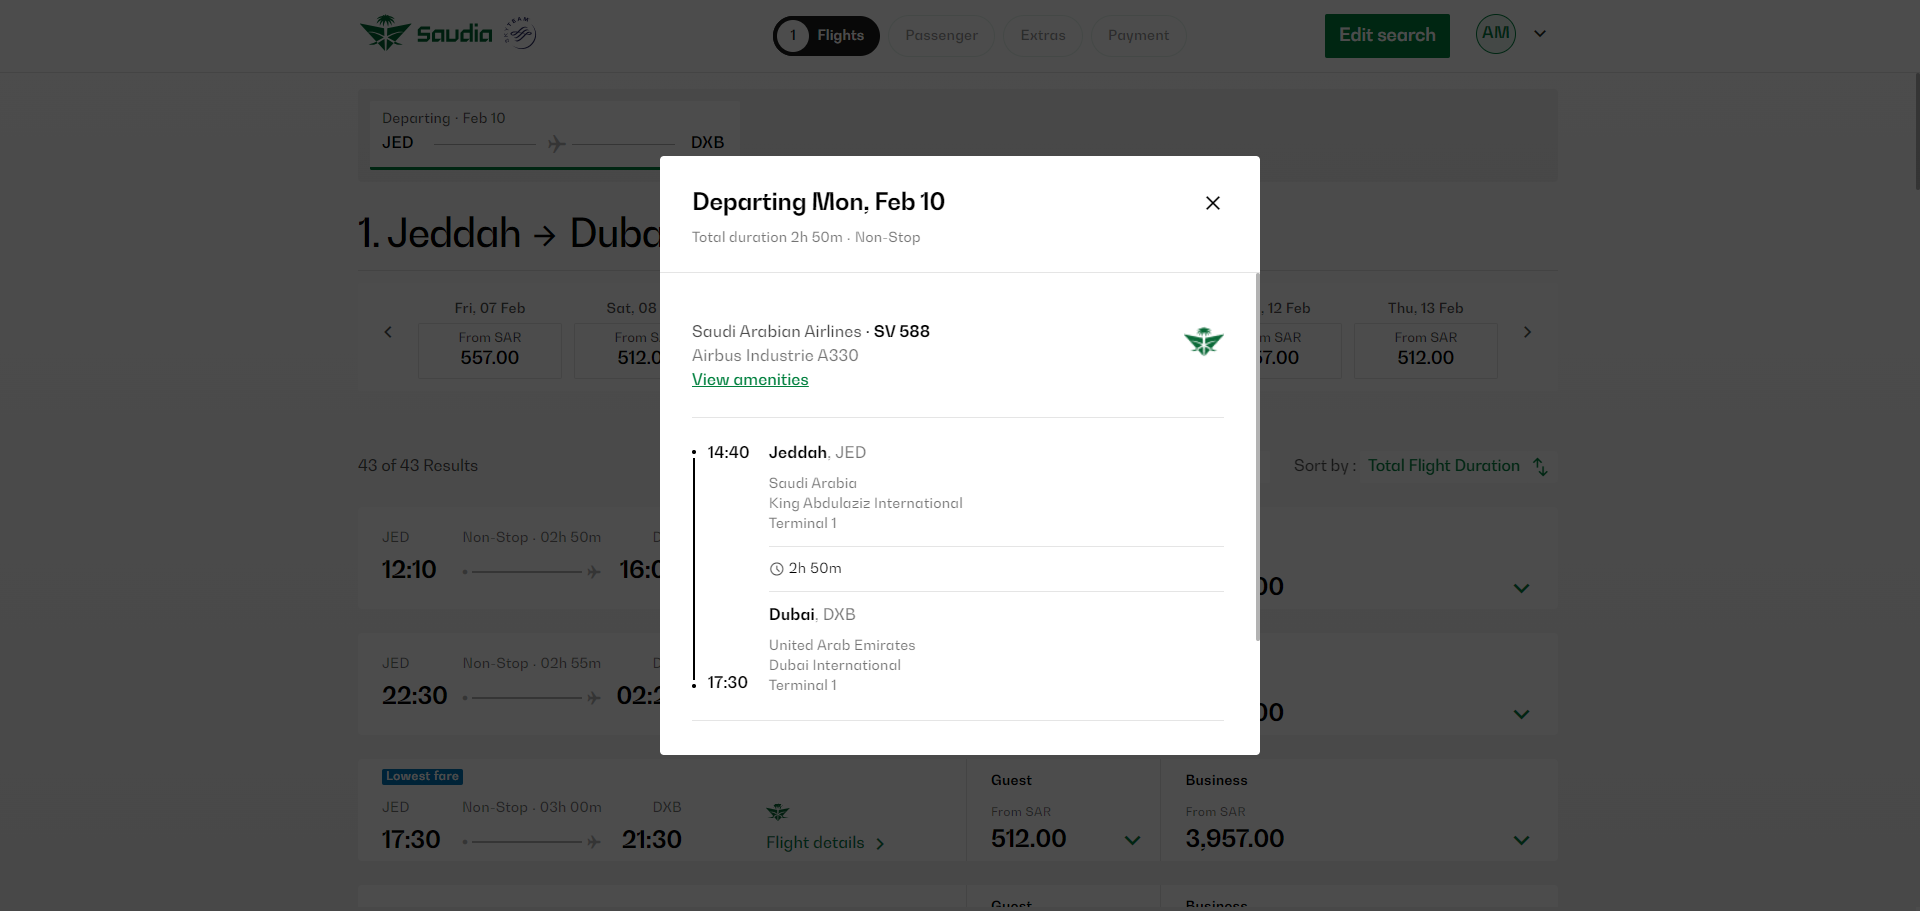 Saudia
SKYTEAM
1 Flights
Passenger
Extras
Payment
Edit search
AM
Departing · Feb 10
JED
DXB
1. Jeddah → Duba
Fri, 07 Feb
From SAR
557.00
Sat, 08
From S
512.0
, 12 Feb
m SAR
7.00
Thu, 13 Feb
From SAR
512.00
43 of 43 Results
Sort by : Total Flight Duration
JED
Non-Stop · 02h 50m
12:10
16:0
00
JED
Non-Stop · 02h 55m
22:30
02:2
00
Lowest fare
JED
Non-Stop · 03h 00m
DXB
17:30
21:30
Flight details
Guest
From SAR
512.00
Business
From SAR
3,957.00
Guest
Business
Departing Mon, Feb 10
Total duration 2h 50m · Non-Stop
Saudi Arabian Airlines · SV 588
Airbus Industrie A330
View amenities
14:40
Jeddah, JED
Saudi Arabia
King Abdulaziz International
Terminal 1
2h 50m
Dubai, DXB
United Arab Emirates
Dubai International
17:30
Terminal 1